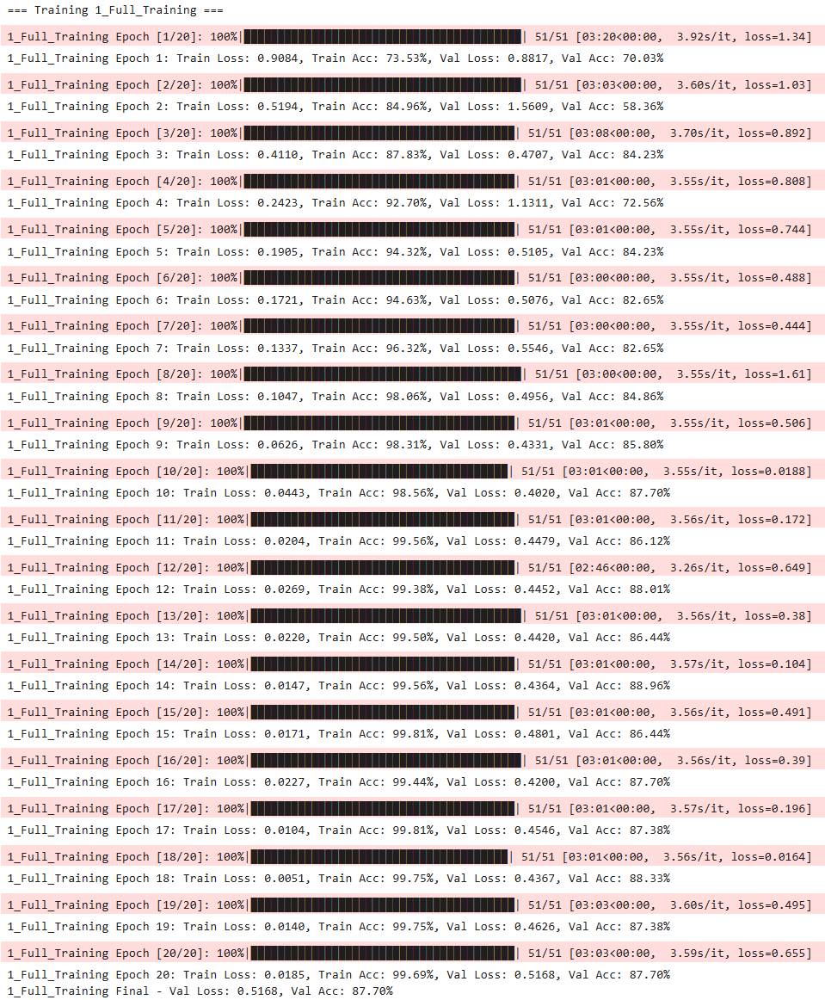 === Training 1_Full_Training ===
1_Full_Training Epoch [1/20]: 100%|██████████| 51/51 [03:20<00:00,  3.92s/it, loss=1.34]
1_Full_Training Epoch 1: Train Loss: 0.9084, Train Acc: 73.53%, Val Loss: 0.8817, Val Acc: 70.03%
1_Full_Training Epoch [2/20]: 100%|██████████| 51/51 [03:03<00:00,  3.60s/it, loss=1.03]
1_Full_Training Epoch 2: Train Loss: 0.5194, Train Acc: 84.96%, Val Loss: 1.5609, Val Acc: 58.36%
1_Full_Training Epoch [3/20]: 100%|██████████| 51/51 [03:08<00:00,  3.70s/it, loss=0.892]
1_Full_Training Epoch 3: Train Loss: 0.4110, Train Acc: 87.83%, Val Loss: 0.4707, Val Acc: 84.23%
1_Full_Training Epoch [4/20]: 100%|██████████| 51/51 [03:01<00:00,  3.55s/it, loss=0.808]
1_Full_Training Epoch 4: Train Loss: 0.2423, Train Acc: 92.70%, Val Loss: 1.1311, Val Acc: 72.56%
1_Full_Training Epoch [5/20]: 100%|██████████| 51/51 [03:01<00:00,  3.55s/it, loss=0.744]
1_Full_Training Epoch 5: Train Loss: 0.1905, Train Acc: 94.32%, Val Loss: 0.5105, Val Acc: 84.23%
1_Full_Training Epoch [6/20]: 100%|██████████| 51/51 [03:00<00:00,  3.55s/it, loss=0.488]
1_Full_Training Epoch 6: Train Loss: 0.1721, Train Acc: 94.63%, Val Loss: 0.5076, Val Acc: 82.65%
1_Full_Training Epoch [7/20]: 100%|██████████| 51/51 [03:00<00:00,  3.55s/it, loss=0.444]
1_Full_Training Epoch 7: Train Loss: 0.1337, Train Acc: 96.32%, Val Loss: 0.5546, Val Acc: 82.65%
1_Full_Training Epoch [8/20]: 100%|██████████| 51/51 [03:00<00:00,  3.55s/it, loss=1.61]
1_Full_Training Epoch 8: Train Loss: 0.1047, Train Acc: 98.06%, Val Loss: 0.4956, Val Acc: 84.86%
1_Full_Training Epoch [9/20]: 100%|██████████| 51/51 [03:01<00:00,  3.55s/it, loss=0.506]
1_Full_Training Epoch 9: Train Loss: 0.0626, Train Acc: 98.31%, Val Loss: 0.4331, Val Acc: 85.80%
1_Full_Training Epoch [10/20]: 100%|██████████| 51/51 [03:01<00:00,  3.55s/it, loss=0.0188]
1_Full_Training Epoch 10: Train Loss: 0.0443, Train Acc: 98.56%, Val Loss: 0.4020, Val Acc: 87.70%
1_Full_Training Epoch [11/20]: 100%|██████████| 51/51 [03:01<00:00,  3.56s/it, loss=0.172]
1_Full_Training Epoch 11: Train Loss: 0.0204, Train Acc: 99.56%, Val Loss: 0.4479, Val Acc: 86.12%
1_Full_Training Epoch [12/20]: 100%|██████████| 51/51 [02:46<00:00,  3.26s/it, loss=0.649]
1_Full_Training Epoch 12: Train Loss: 0.0269, Train Acc: 99.38%, Val Loss: 0.4452, Val Acc: 88.01%
1_Full_Training Epoch [13/20]: 100%|██████████| 51/51 [03:01<00:00,  3.56s/it, loss=0.38]
1_Full_Training Epoch 13: Train Loss: 0.0220, Train Acc: 99.50%, Val Loss: 0.4420, Val Acc: 86.44%
1_Full_Training Epoch [14/20]: 100%|██████████| 51/51 [03:01<00:00,  3.57s/it, loss=0.104]
1_Full_Training Epoch 14: Train Loss: 0.0147, Train Acc: 99.56%, Val Loss: 0.4364, Val Acc: 88.96%
1_Full_Training Epoch [15/20]: 100%|██████████| 51/51 [03:01<00:00,  3.56s/it, loss=0.491]
1_Full_Training Epoch 15: Train Loss: 0.0171, Train Acc: 99.81%, Val Loss: 0.4801, Val Acc: 86.44%
1_Full_Training Epoch [16/20]: 100%|██████████| 51/51 [03:01<00:00,  3.56s/it, loss=0.39]
1_Full_Training Epoch 16: Train Loss: 0.0227, Train Acc: 99.44%, Val Loss: 0.4200, Val Acc: 87.70%
1_Full_Training Epoch [17/20]: 100%|██████████| 51/51 [03:01<00:00,  3.57s/it, loss=0.196]
1_Full_Training Epoch 17: Train Loss: 0.0104, Train Acc: 99.81%, Val Loss: 0.4546, Val Acc: 87.38%
1_Full_Training Epoch [18/20]: 100%|██████████| 51/51 [03:01<00:00,  3.56s/it, loss=0.0164]
1_Full_Training Epoch 18: Train Loss: 0.0051, Train Acc: 99.75%, Val Loss: 0.4367, Val Acc: 88.33%
1_Full_Training Epoch [19/20]: 100%|██████████| 51/51 [03:03<00:00,  3.60s/it, loss=0.495]
1_Full_Training Epoch 19: Train Loss: 0.0140, Train Acc: 99.75%, Val Loss: 0.4626, Val Acc: 87.38%
1_Full_Training Epoch [20/20]: 100%|██████████| 51/51 [03:03<00:00,  3.59s/it, loss=0.655]
1_Full_Training Epoch 20: Train Loss: 0.0185, Train Acc: 99.69%, Val Loss: 0.5168, Val Acc: 87.70%
1_Full_Training Final - Val Loss: 0.5168, Val Acc: 87.70%